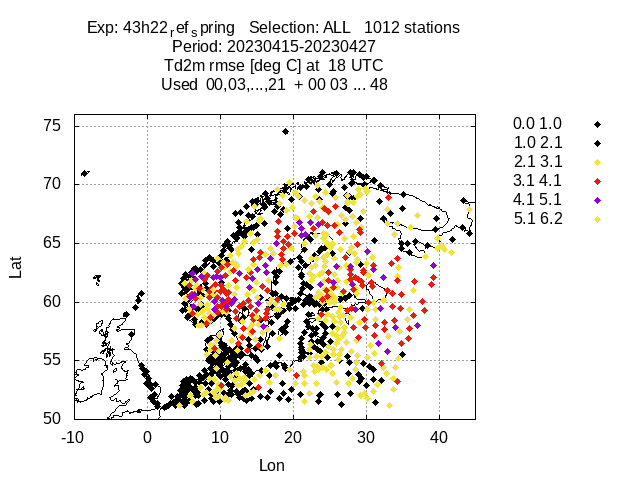 Exp: 43h22refspring   Selection: ALL   1012 stations
Period: 20230415-20230427
Td2m rmse [deg C] at  18 UTC
Used  00,03,...,21  + 00 03 ... 48
0.0 1.0
1.0 2.1
2.1 3.1
3.1 4.1
4.1 5.1
5.1 6.2
75
70
65
60
55
50
Lat
-10 0 10 20 30 40
Lon